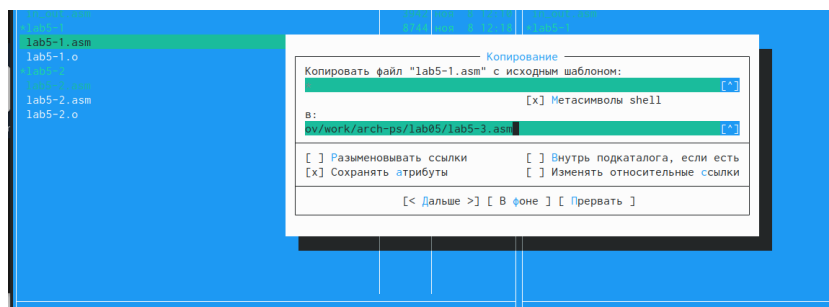 *lab5-1 8744 ноя 8 12:18 *lab5-1
lab5-1.asm
lab5-1.o
*lab5-2
lab5-2.asm
lab5-2.o
Копирование
Копировать файл "lab5-1.asm" с исходным шаблоном:
[^]
[x] Метасимволы shell
в:
ov/work/arch-ps/lab05/lab5-3.asm [^]
[ ] Разыменовывать ссылки [ ] Внутрь подкаталога, если есть
[x] Сохранять атрибуты [ ] Изменять относительные ссылки
[< Дальше >] [ В фоне ] [ Прервать ]